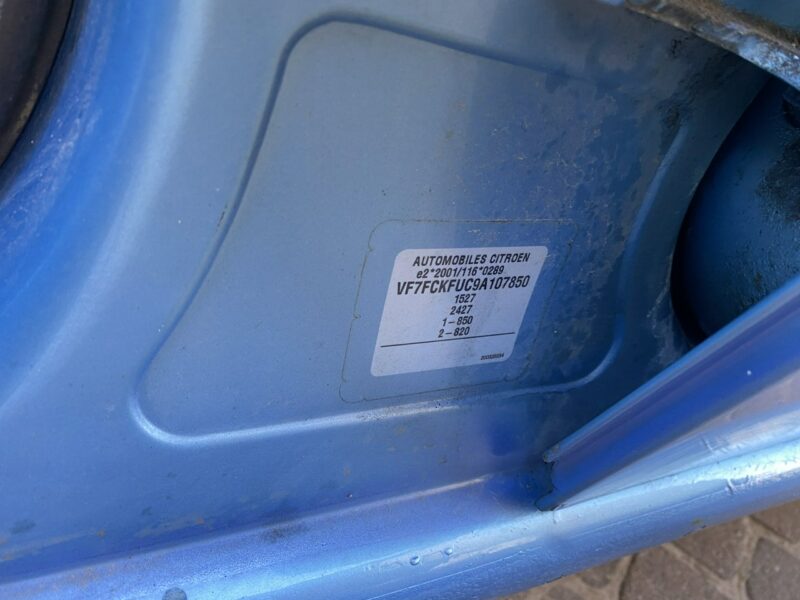 AUTOMOBILES CITROEN
e2*2001/116*0289
VF7FCKFUC9A107850
1527
2427
1-850
2-820